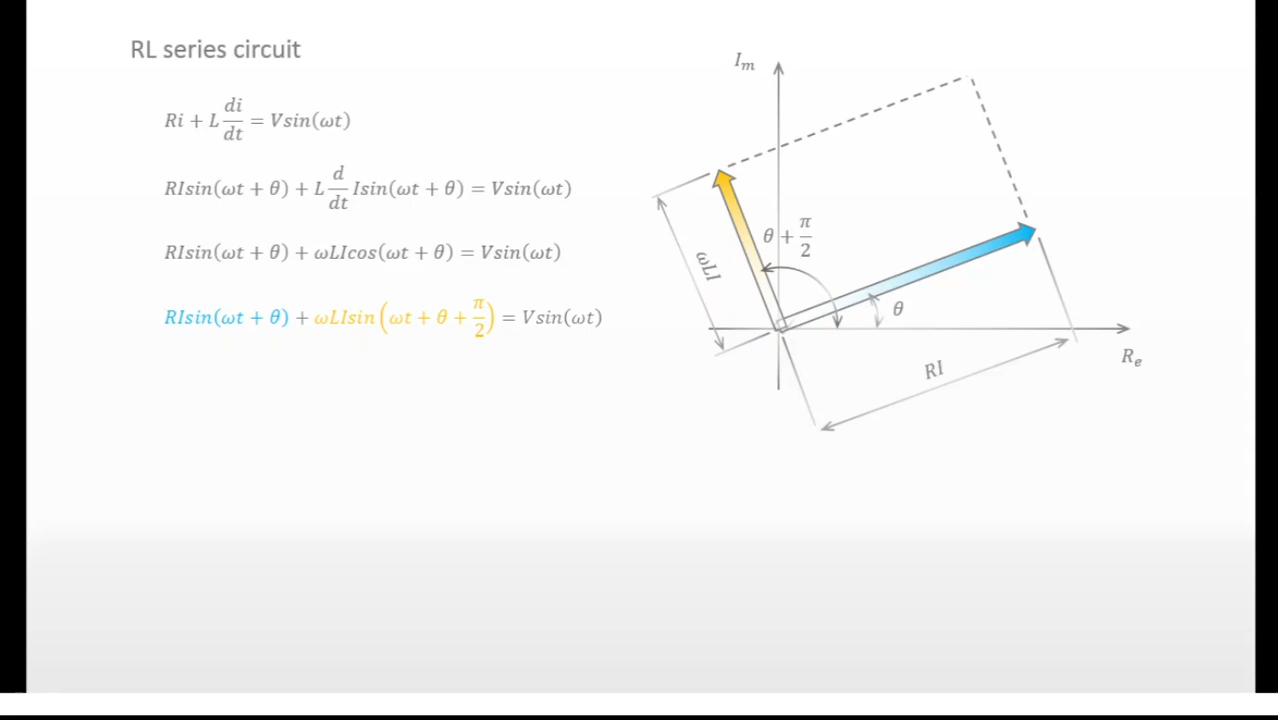 RL series circuit
Ri + L di/dt = Vsin(ωt)
RIsin(ωt + θ) + L d/dt Isin(ωt + θ) = Vsin(ωt)
RIsin(ωt + θ) + ωLIcos(ωt + θ) = Vsin(ωt)
RIsin(ωt + θ) + ωLIsin(ωt + θ + π/2) = Vsin(ωt)
Im
θ + π/2
ωLI
θ
RI
Re